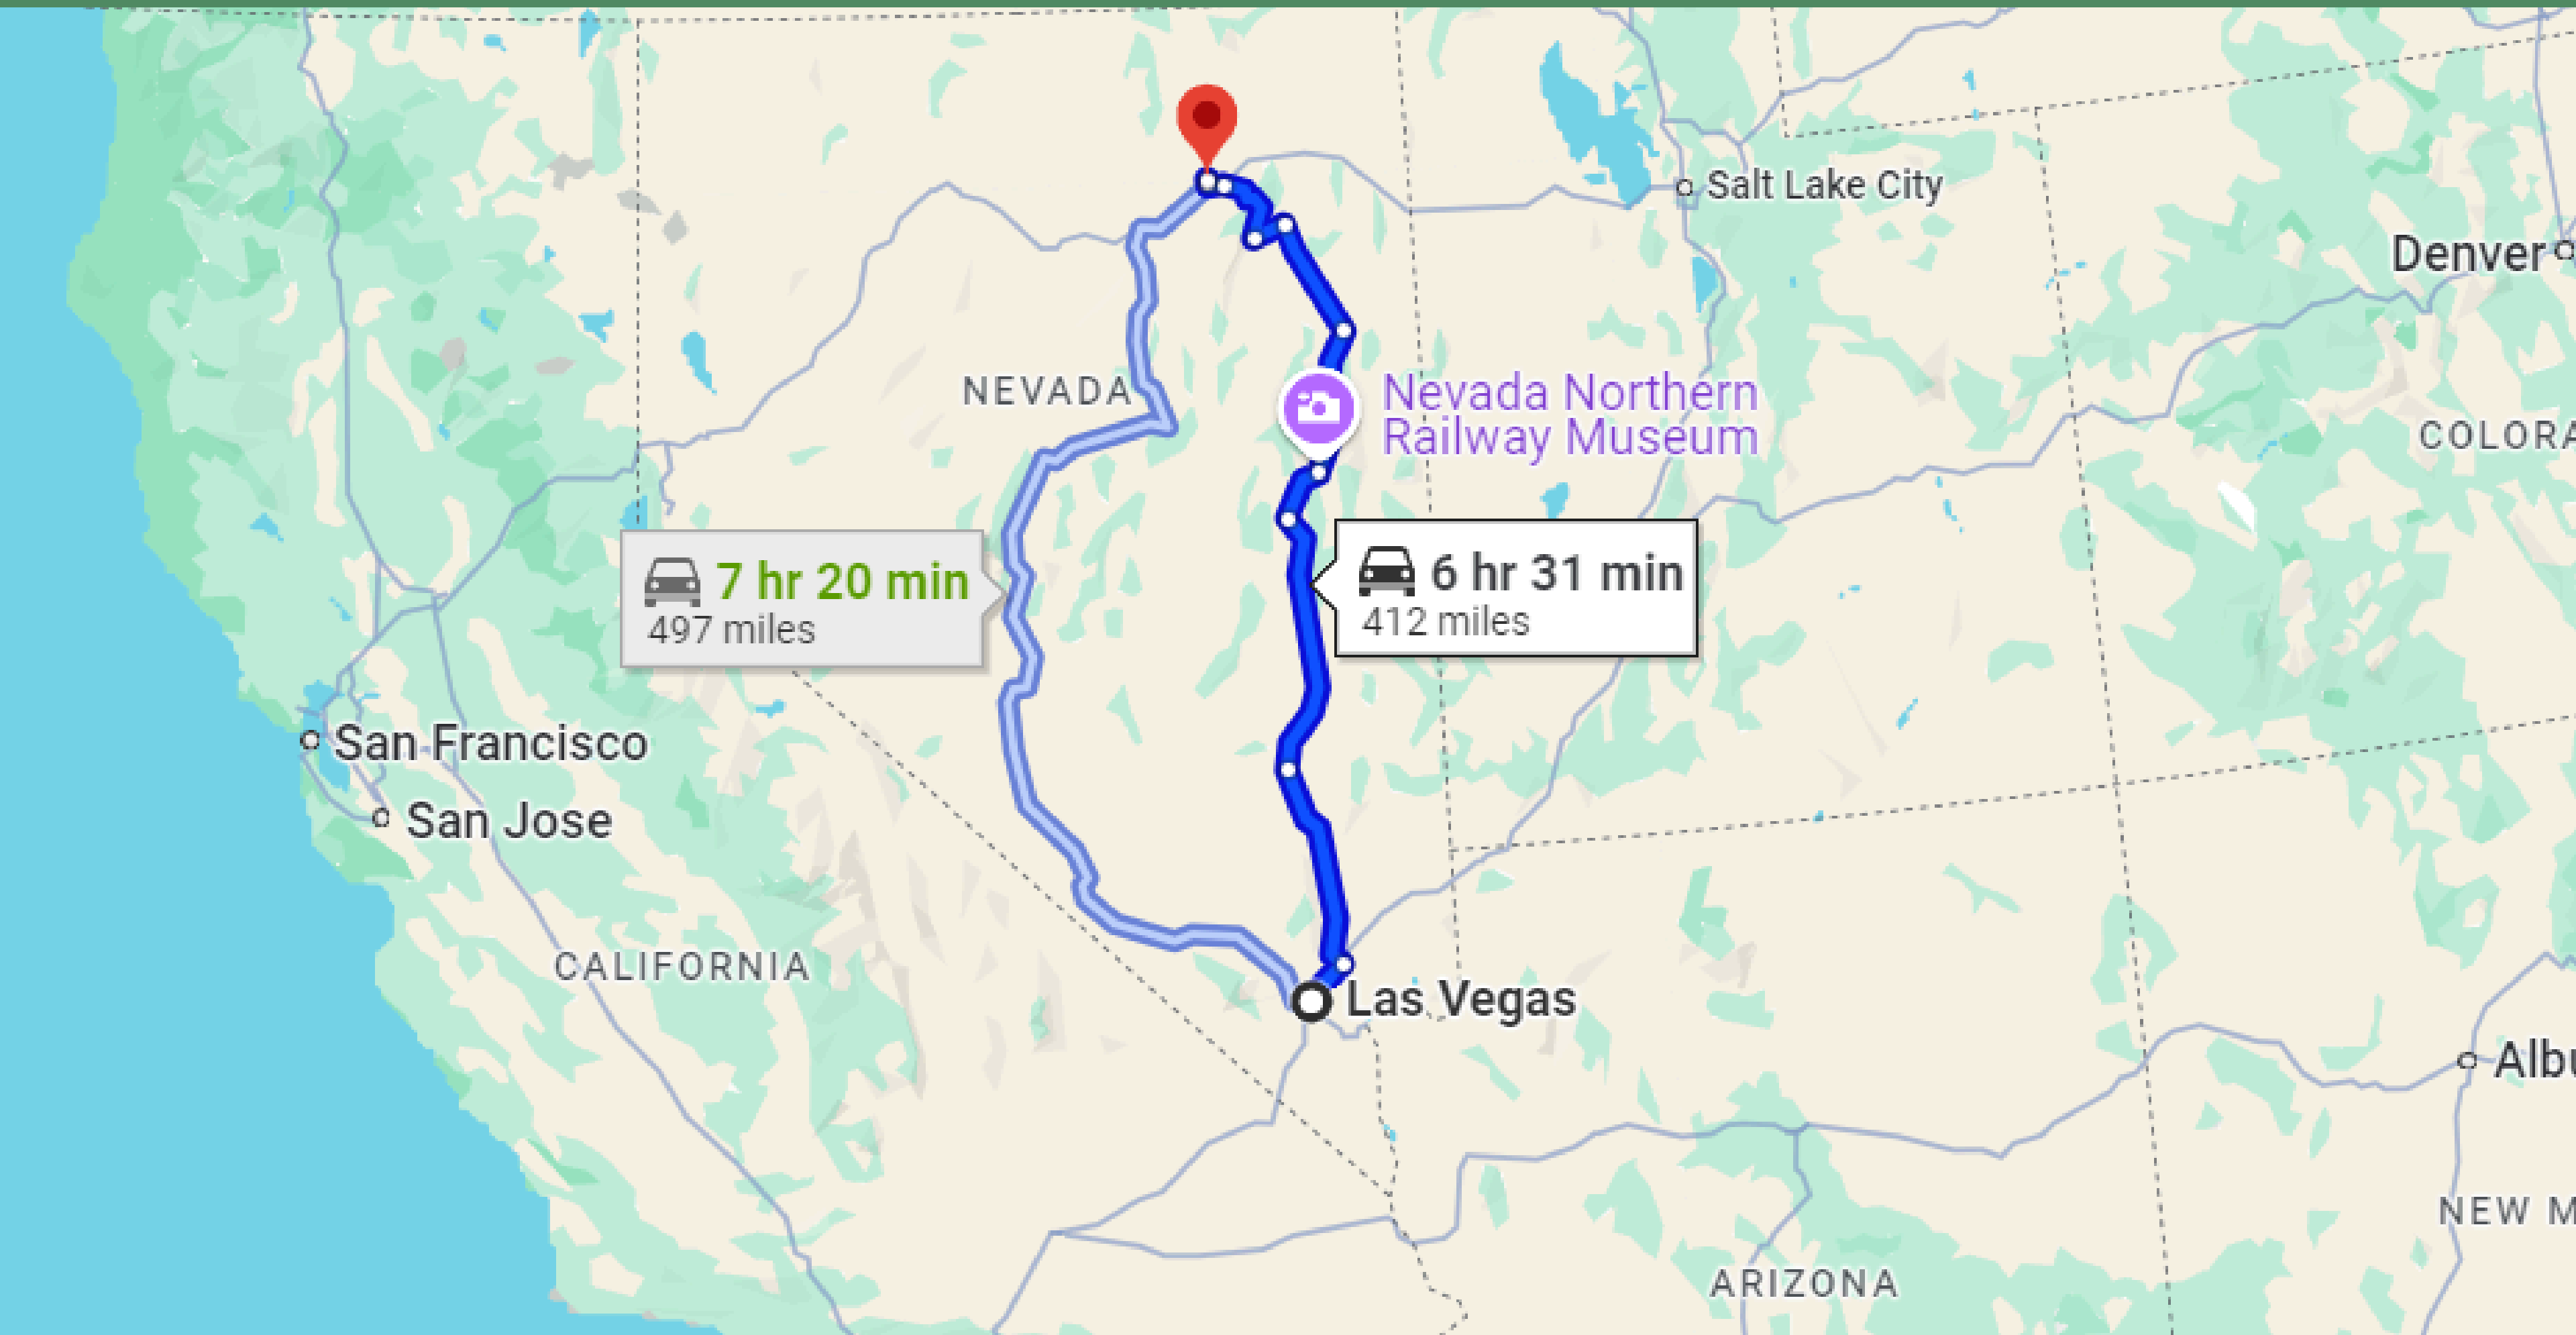 Salt Lake City
Denver
NEVADA
Nevada Northern
Railway Museum
COLORA
7 hr 20 min
497 miles
6 hr 31 min
412 miles
San Francisco
San Jose
CALIFORNIA
Las Vegas
Albu
NEW M
ARIZONA